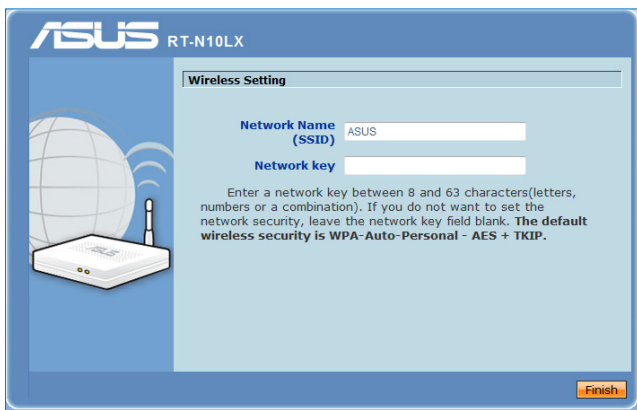 ASUS RT-N10LX
Wireless Setting
Network Name
(SSID)
ASUS
Network key
Enter a network key between 8 and 63 characters(letters,
numbers or a combination). If you do not want to set the
network security, leave the network key field blank. The default
wireless security is WPA-Auto-Personal - AES + TKIP.
/SUS
Finish